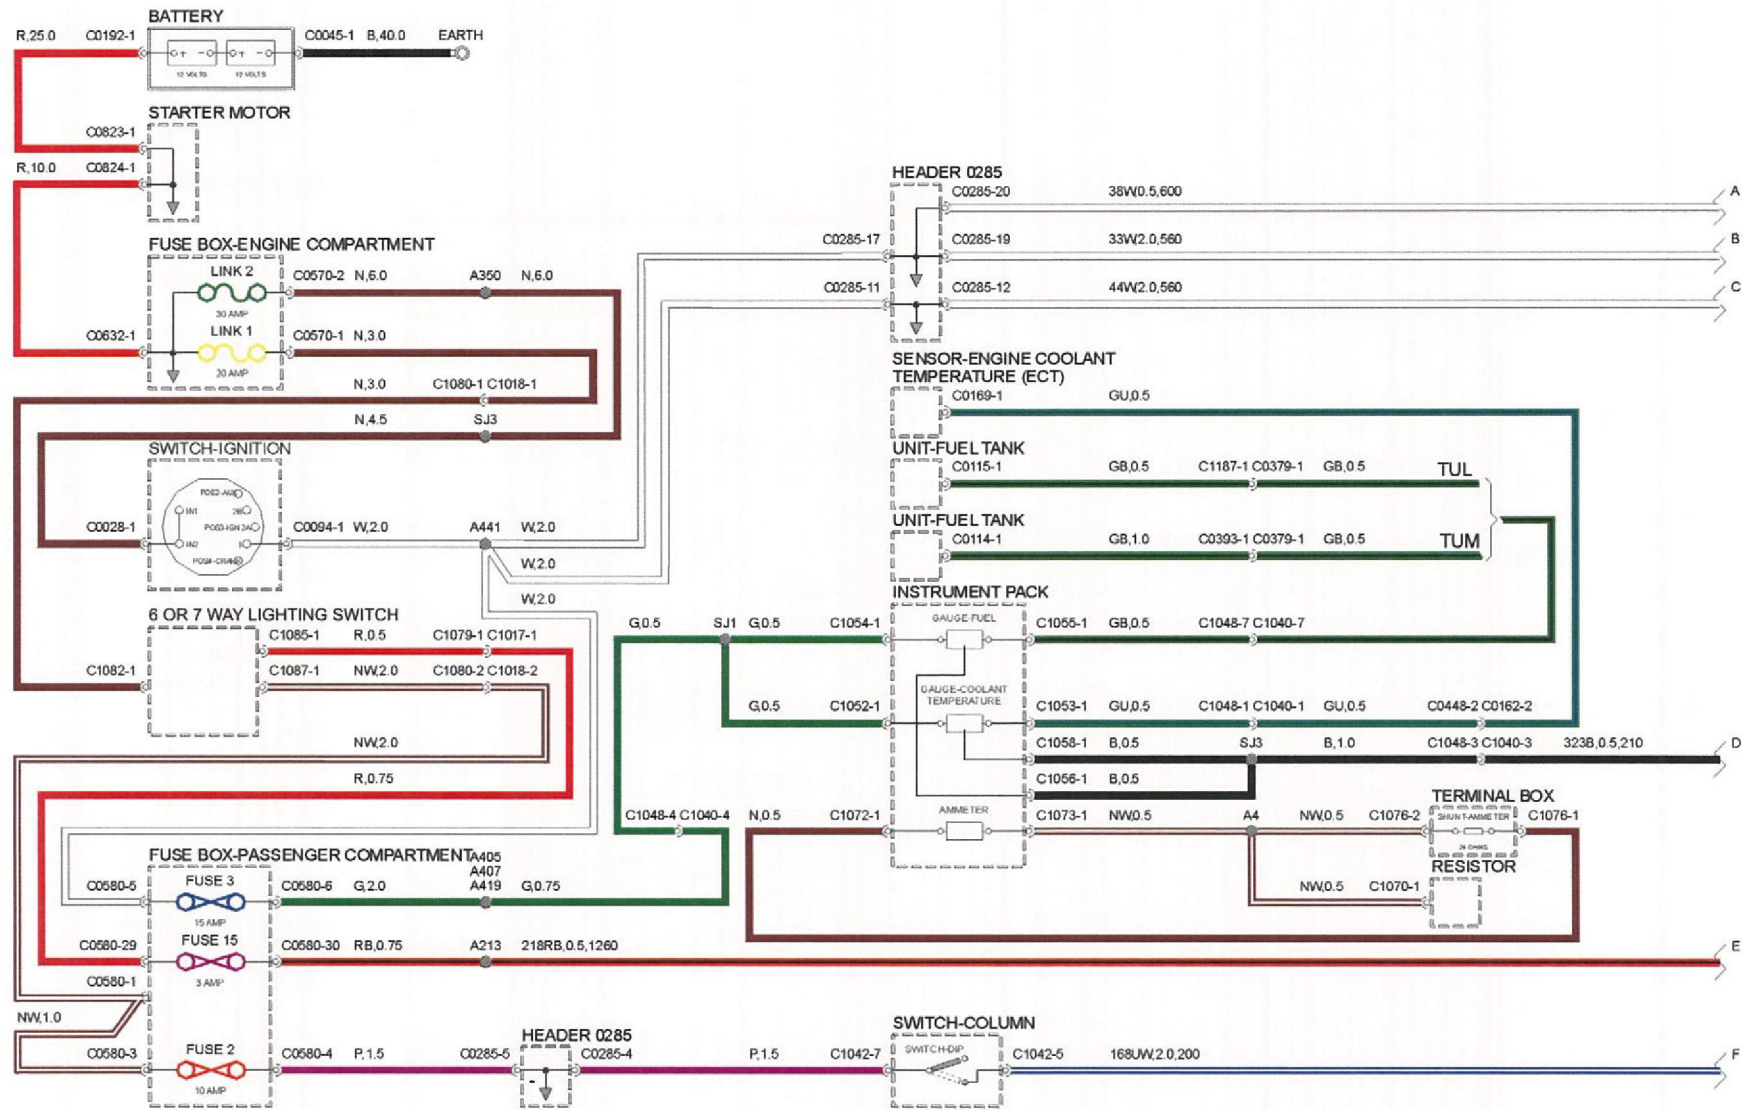 BATTERY
R,25.0 C0192-1 C0045-1 B,40.0 EARTH
12 VOLTS 12 VOLTS
STARTER MOTOR
C0823-1
R,10.0 C0824-1
FUSE BOX-ENGINE COMPARTMENT
LINK 2 C0570-2 N,6.0 A350 N,6.0
30 AMP
C0632-1 LINK 1 C0570-1 N,3.0
20 AMP
N,3.0 C1080-1 C1018-1
N,4.5 SJ3
SWITCH-IGNITION
POS2-AUX
IN1 2B
POS3-IGN 2A
C0028-1 IN2 C0094-1 W,2.0 A441 W,2.0
W,2.0
W,2.0
6 OR 7 WAY LIGHTING SWITCH
C1085-1 R,0.5 C1079-1 C1017-1
C1082-1 C1087-1 NW,2.0 C1080-2 C1018-2
NW,2.0
R,0.75
FUSE BOX-PASSENGER COMPARTMENT
A405
A407
A419
C0580-5 FUSE 3 C0580-6 G,2.0 G,0.75
15 AMP
C0580-29 FUSE 15 C0580-30 RB,0.75 A213 218RB,0.5,1260 E
3 AMP
C0580-1
NW,1.0
C0580-3 FUSE 2 C0580-4 P,1.5 C0285-5 HEADER 0285 C0285-4 P,1.5 C1042-7
10 AMP
SWITCH-COLUMN
SWITCH-DIP C1042-5 168UW,2.0,200 F
HEADER 0285
C0285-20 38W,0.5,600 A
C0285-17 C0285-19 33W,2.0,560 B
C0285-11 C0285-12 44W,2.0,560 C
SENSOR-ENGINE COOLANT
TEMPERATURE (ECT)
C0169-1 GU,0.5
UNIT-FUEL TANK
C0115-1 GB,0.5 C1187-1 C0379-1 GB,0.5 TUL
UNIT-FUEL TANK
C0114-1 GB,1.0 C0393-1 C0379-1 GB,0.5 TUM
INSTRUMENT PACK
GAUGE-FUEL
G,0.5 SJ1 G,0.5 C1054-1 C1055-1 GB,0.5 C1048-7 C1040-7
GAUGE-COOLANT
TEMPERATURE
G,0.5 C1052-1 C1053-1 GU,0.5 C1048-1 C1040-1 GU,0.5 C0448-2 C0162-2
C1058-1 B,0.5 SJ3 B,1.0 C1048-3 C1040-3 323B,0.5,210 D
C1056-1 B,0.5
C1048-4 C1040-4 N,0.5 C1072-1 AMMETER C1073-1 NW,0.5 A4 NW,0.5 C1076-2
TERMINAL BOX
SHUNT-AMMETER C1076-1
RESISTOR
NW,0.5 C1070-1